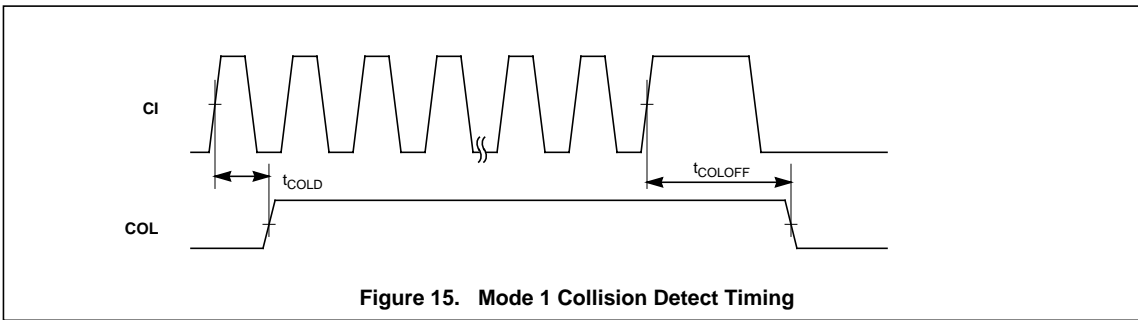 CI
tCOLD
tCOLOFF
COL
Figure 15. Mode 1 Collision Detect Timing